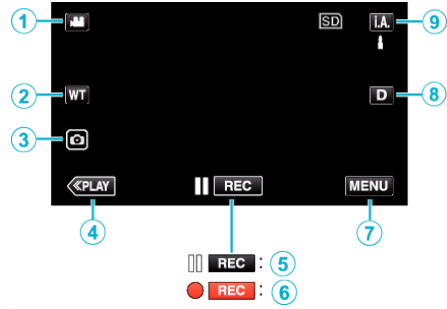 1 SD i.A. 9
2 WT D 8
3
≪PLAY REC MENU
4 7
REC : 5
REC : 6